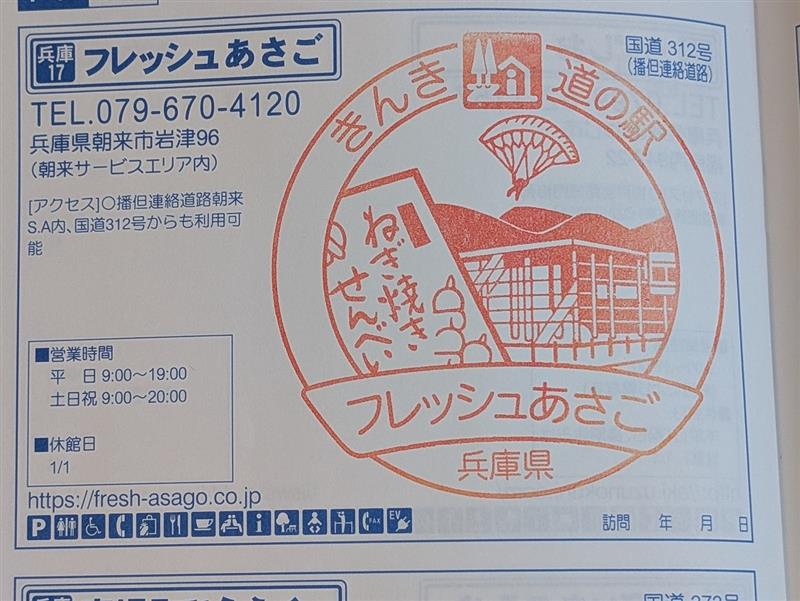 兵庫
17
フレッシュあさご
国道 312号
(播但連絡道路)
TEL.079-670-4120
兵庫県朝来市岩津96
(朝来サービスエリア内)
[アクセス]〇播但連絡道路朝来
S.A内、国道312号からも利用可
能
■営業時間
平 日 9:00〜19:00
土日祝 9:00〜20:00
■休館日
1/1
https://fresh-asago.co.jp
P
i
FAX
EV
きんき 道の駅
ねぎ焼き
せんべい
フレッシュあさご
兵庫県
訪問 年 月 日
国道